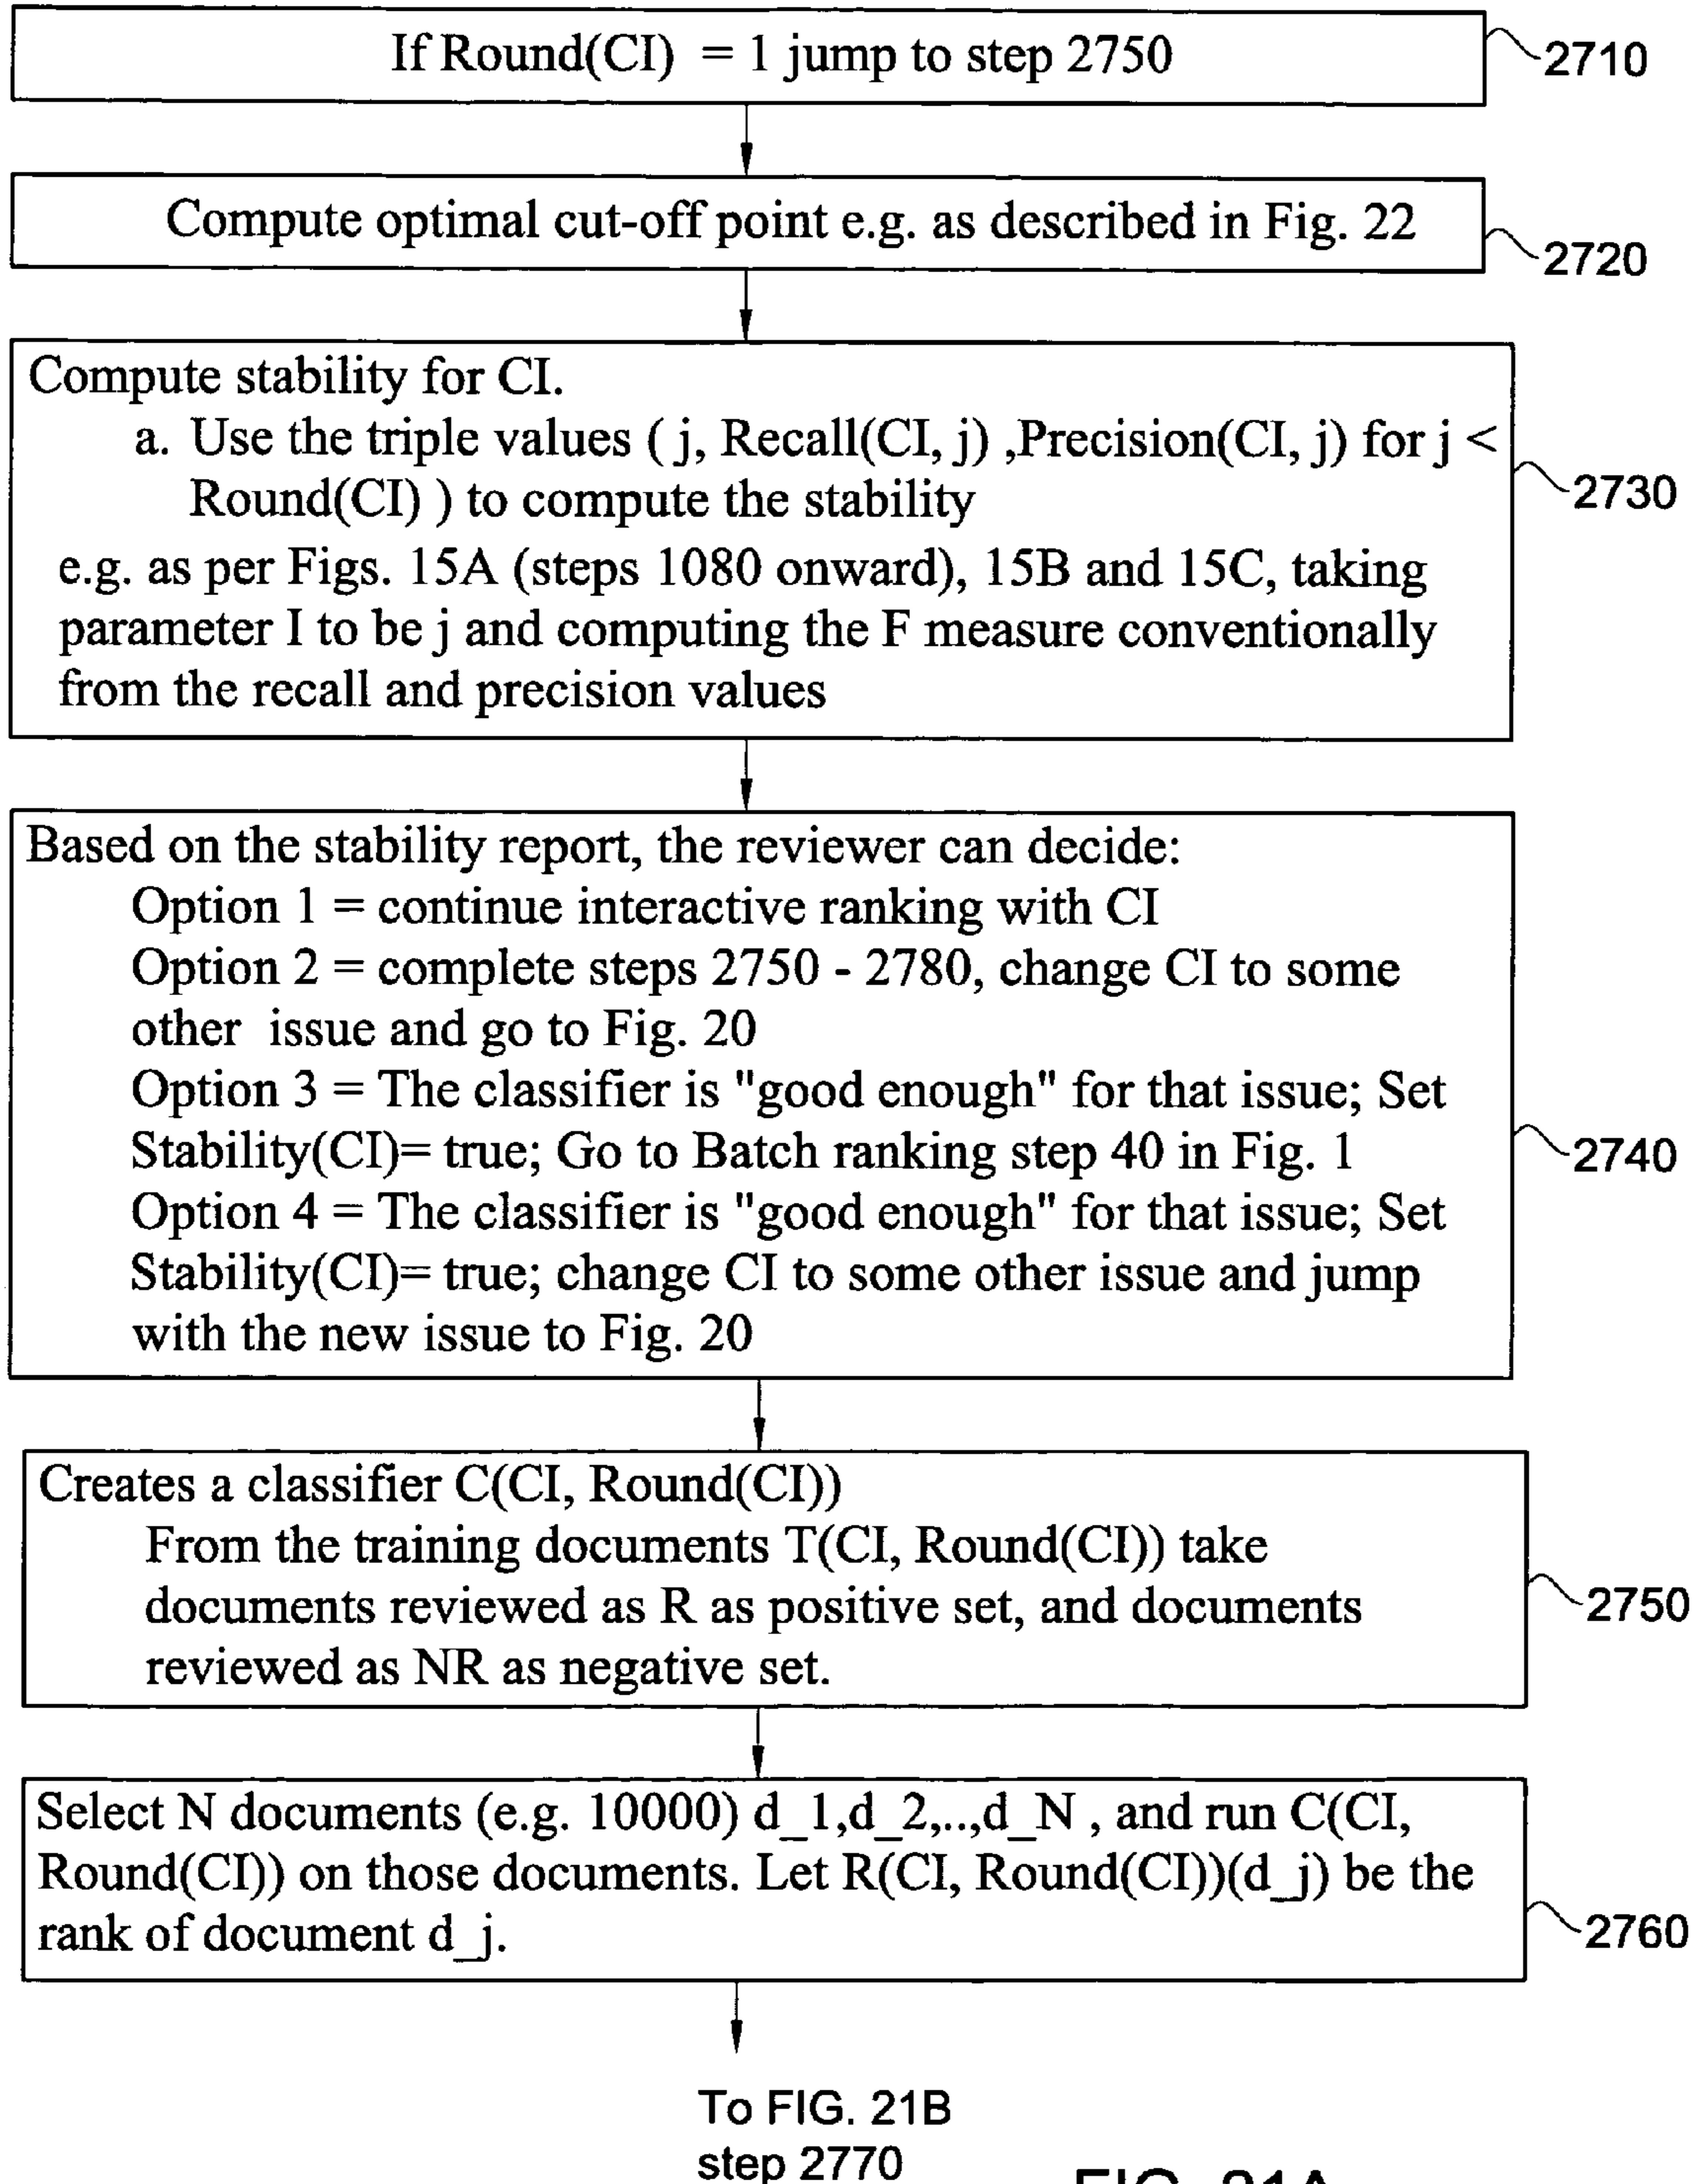 If Round(CI) = 1 jump to step 2750
2710
Compute optimal cut-off point e.g. as described in Fig. 22
2720
Compute stability for CI.
a. Use the triple values ( j, Recall(CI, j) ,Precision(CI, j) for j <
Round(CI) ) to compute the stability
e.g. as per Figs. 15A (steps 1080 onward), 15B and 15C, taking
parameter I to be j and computing the F measure conventionally
from the recall and precision values
2730
Based on the stability report, the reviewer can decide:
Option 1 = continue interactive ranking with CI
Option 2 = complete steps 2750 - 2780, change CI to some
other issue and go to Fig. 20
Option 3 = The classifier is "good enough" for that issue; Set
Stability(CI)= true; Go to Batch ranking step 40 in Fig. 1
Option 4 = The classifier is "good enough" for that issue; Set
Stability(CI)= true; change CI to some other issue and jump
with the new issue to Fig. 20
2740
Creates a classifier C(CI, Round(CI))
From the training documents T(CI, Round(CI)) take
documents reviewed as R as positive set, and documents
reviewed as NR as negative set.
2750
Select N documents (e.g. 10000) d_1,d_2,..,d_N , and run C(CI,
Round(CI)) on those documents. Let R(CI, Round(CI))(d_j) be the
rank of document d_j.
2760
To FIG. 21B
step 2770
FIG. 21A